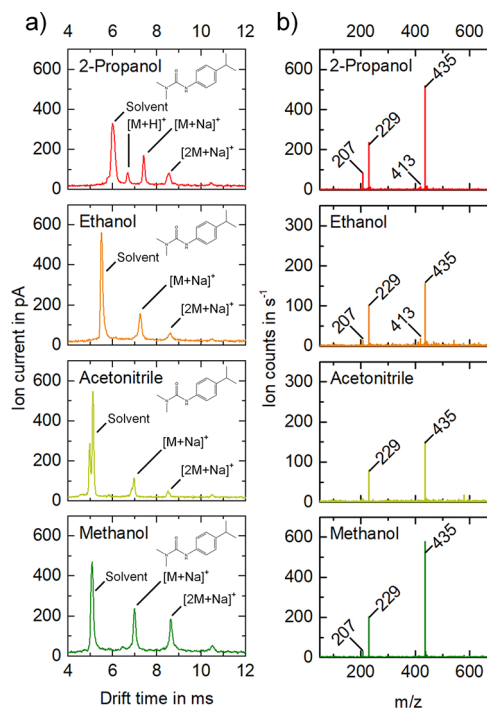 a)
4 6 8 10 12
2-Propanol
Solvent
[M+H]⁺
[M+Na]⁺
[2M+Na]⁺
N
O
N
H
600
400
200
0
Ethanol
Solvent
[M+Na]⁺
[2M+Na]⁺
N
O
N
H
600
400
200
0
Acetonitrile
Solvent
[M+Na]⁺
[2M+Na]⁺
N
O
N
H
600
400
200
0
Methanol
Solvent
[M+Na]⁺
[2M+Na]⁺
N
O
N
H
600
400
200
0
4 6 8 10 12
Ion current in pA
Drift time in ms
b)
200 400 600
2-Propanol
207
229
413
435
600
400
200
0
Ethanol
207
229
413
435
300
200
100
0
Acetonitrile
229
435
300
200
100
0
Methanol
207
229
435
600
400
200
0
200 400 600
Ion counts in s⁻¹
m/z